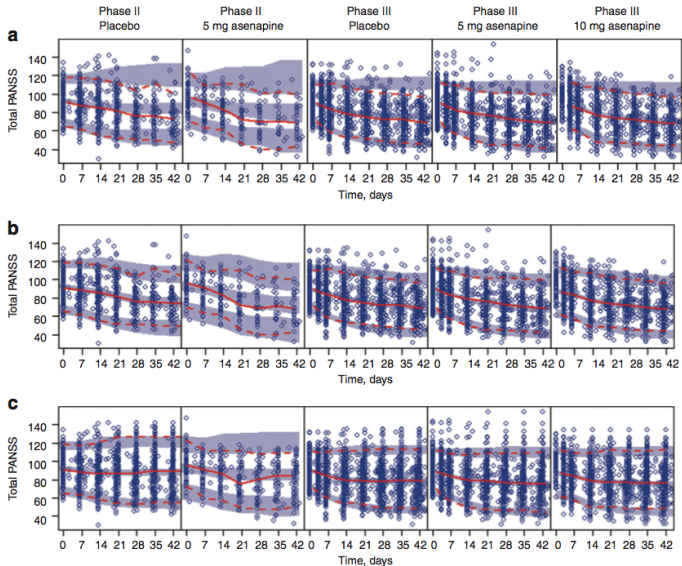 Phase II Placebo
Phase II 5 mg asenapine
Phase III Placebo
Phase III 5 mg asenapine
Phase III 10 mg asenapine
a
Total PANSS
140
120
100
80
60
40
0 7 14 21 28 35 42 0 7 14 21 28 35 42 0 7 14 21 28 35 42 0 7 14 21 28 35 42 0 7 14 21 28 35 42
Time, days
b
Total PANSS
140
120
100
80
60
40
0 7 14 21 28 35 42 0 7 14 21 28 35 42 0 7 14 21 28 35 42 0 7 14 21 28 35 42 0 7 14 21 28 35 42
Time, days
c
Total PANSS
140
120
100
80
60
40
0 7 14 21 28 35 42 0 7 14 21 28 35 42 0 7 14 21 28 35 42 0 7 14 21 28 35 42 0 7 14 21 28 35 42
Time, days